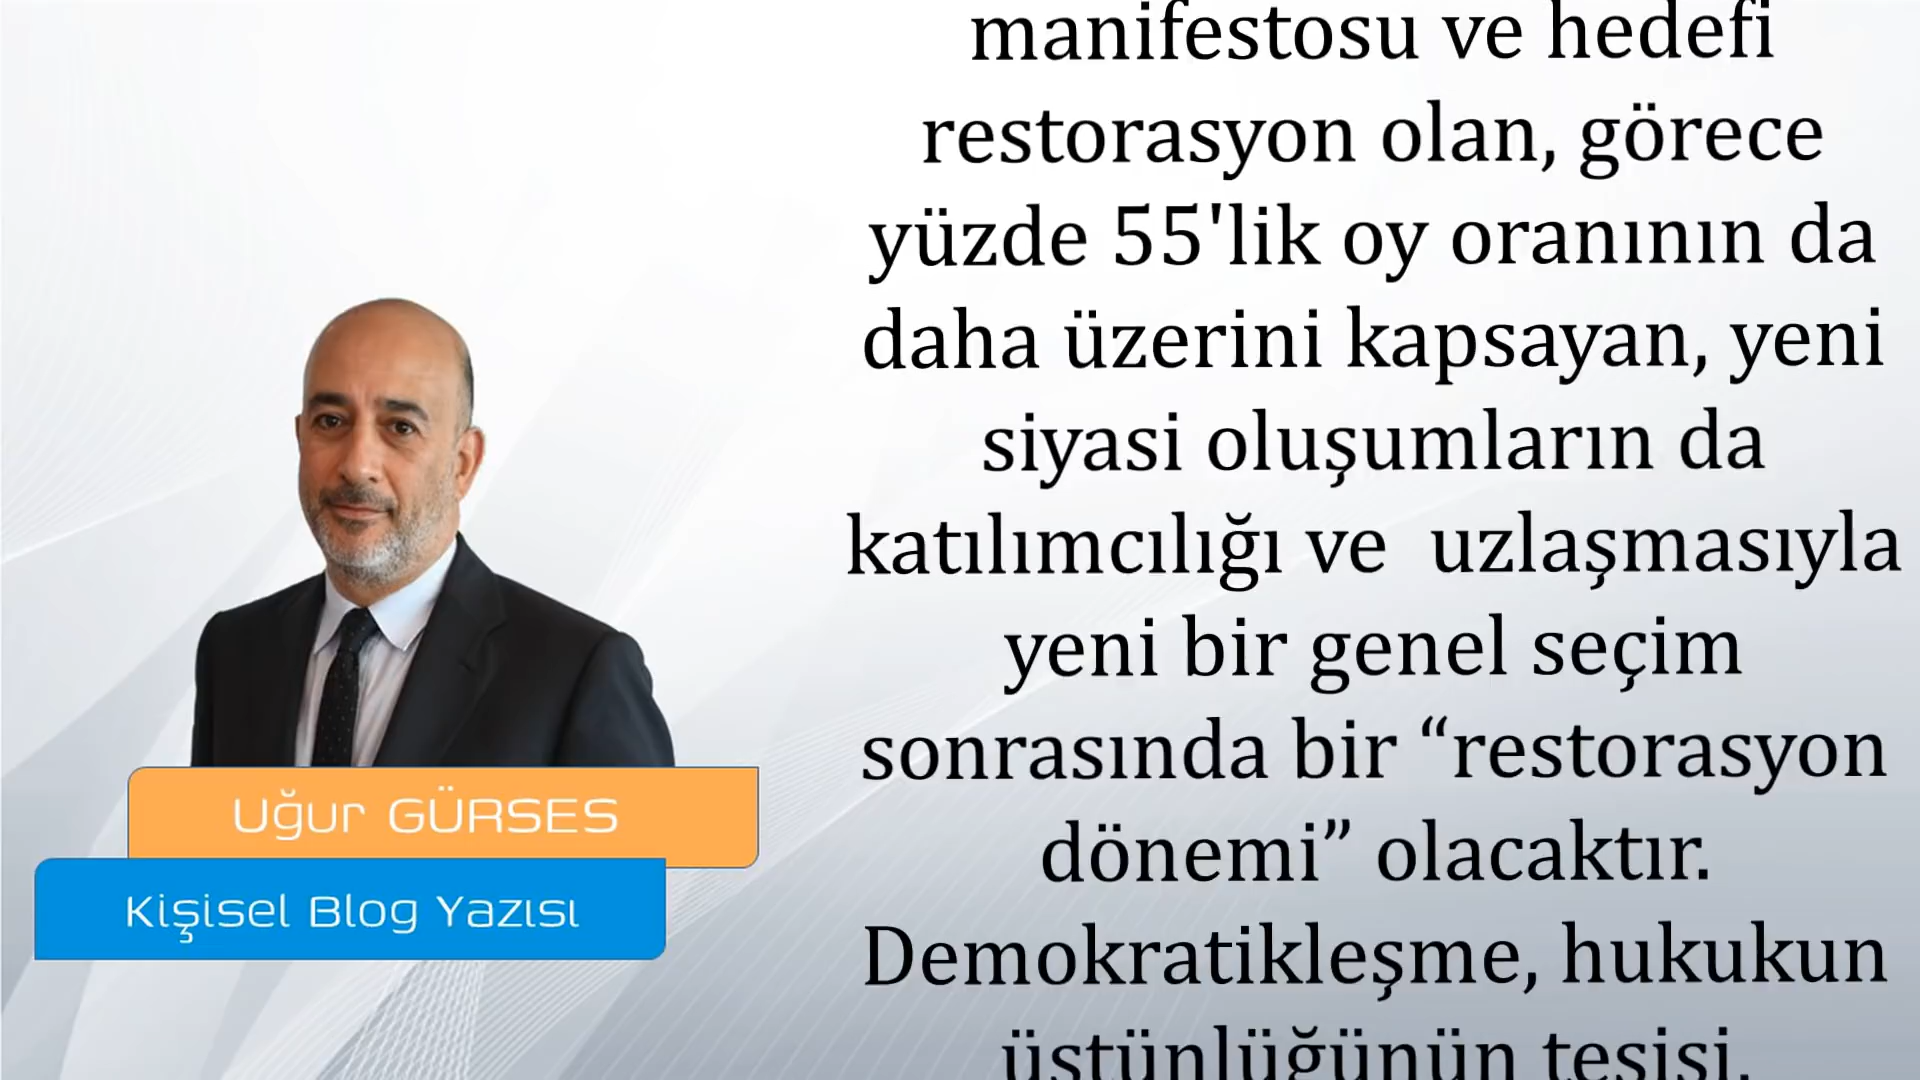 manifestosu ve hedefi
restorasyon olan, görece
yüzde 55'lik oy oranının da
daha üzerini kapsayan, yeni
siyasi oluşumların da
katılımcılığı ve  uzlaşmasıyla
yeni bir genel seçim
sonrasında bir “restorasyon
dönemi” olacaktır.
Demokratikleşme, hukukun
üstünlüğünün tesisi,
Uğur GÜRSES
Kişisel Blog Yazısı